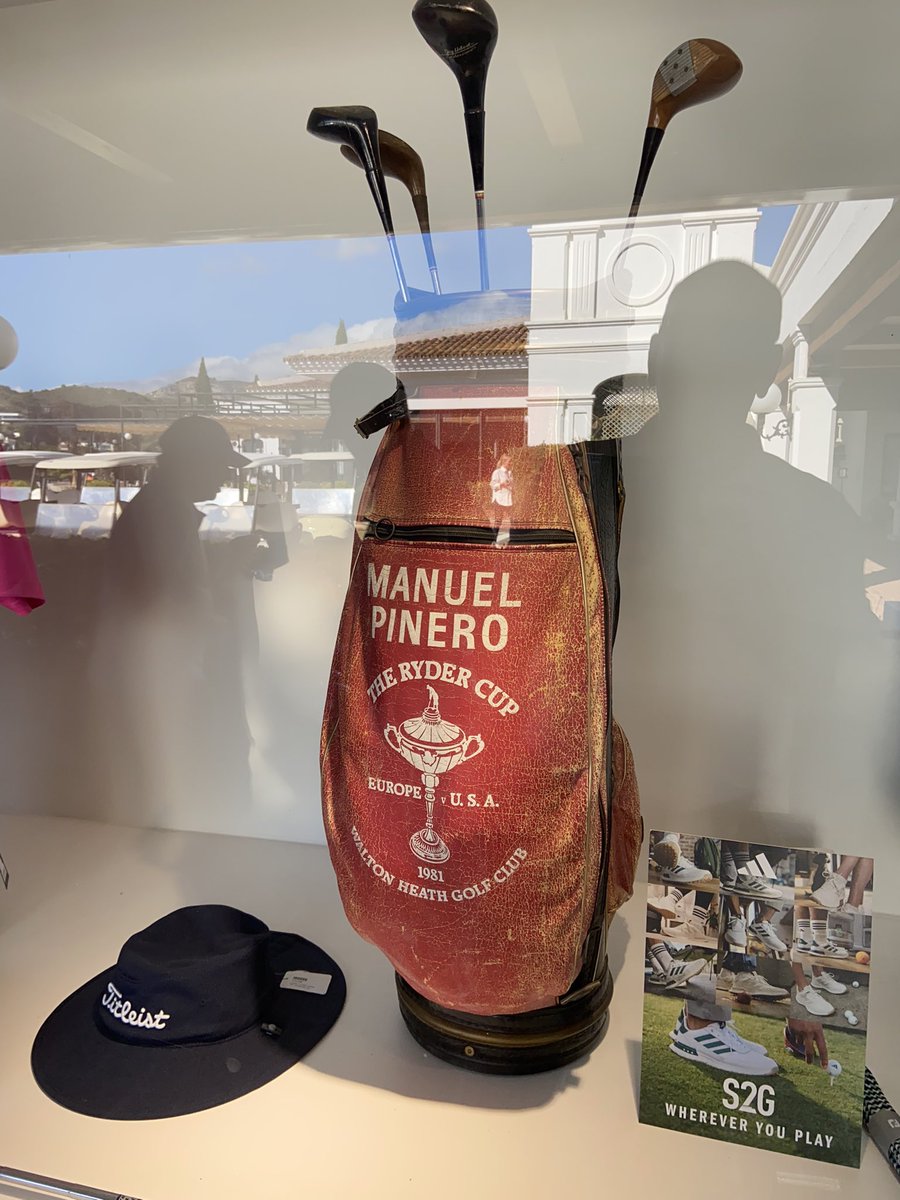 MANUEL
PINERO
THE RYDER CUP
EUROPE v U.S.A.
1981
WALTON HEATH GOLF CLUB
Titleist
S2G
WHEREVER YOU PLAY